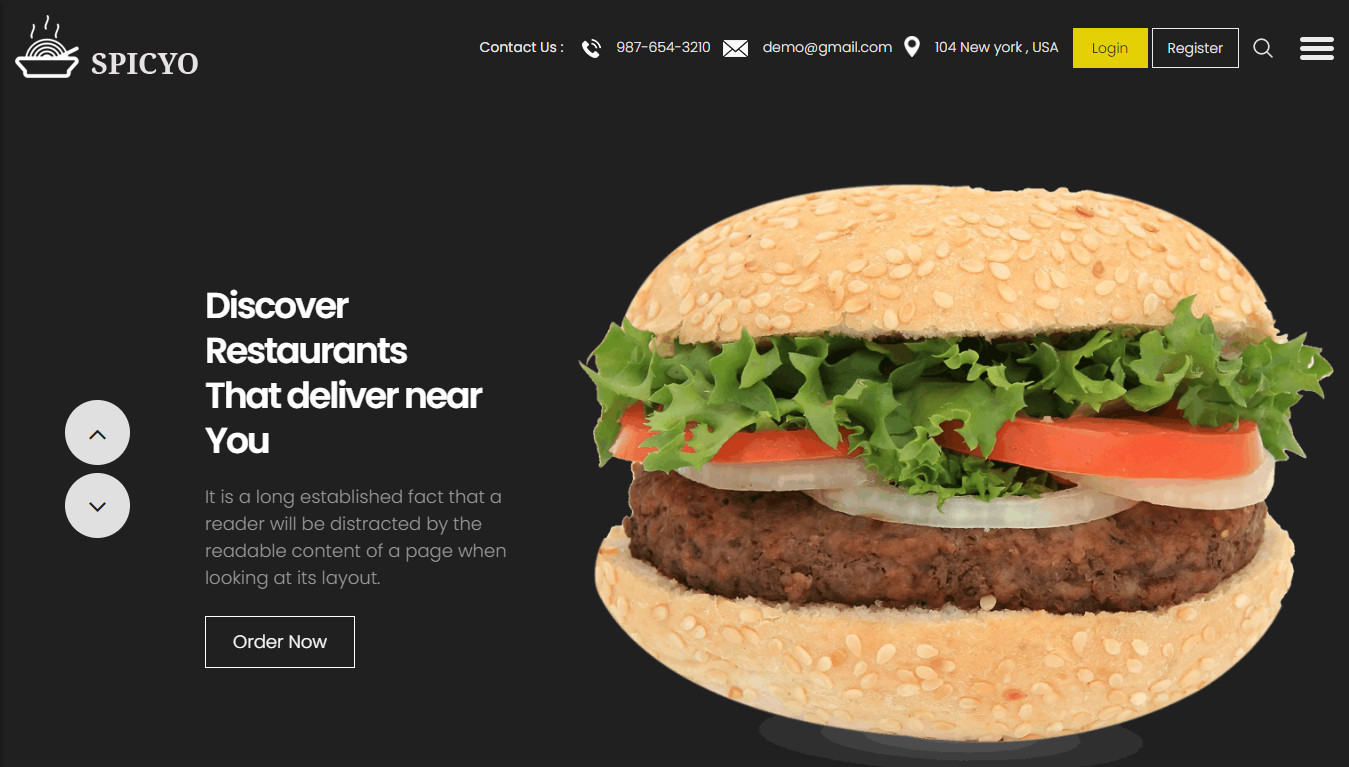 SPICYO
Contact Us : 987-654-3210 demo@gmail.com 104 New york , USA Login Register
Discover
Restaurants
That deliver near
You
It is a long established fact that a
reader will be distracted by the
readable content of a page when
looking at its layout.
Order Now